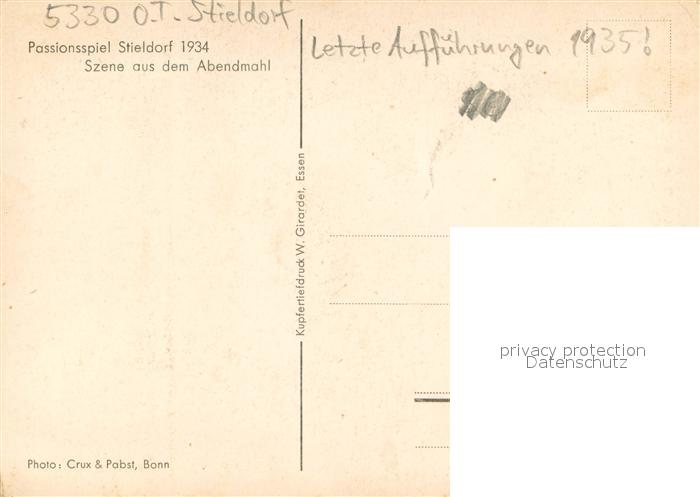 5330 O.T. Stieldorf
Passionsspiel Stieldorf 1934
Szene aus dem Abendmahl
Letzte Aufführungen 1935!
Kupfertiefdruck W. Girardet, Essen
privacy protection
Datenschutz
Photo: Crux & Pabst, Bonn